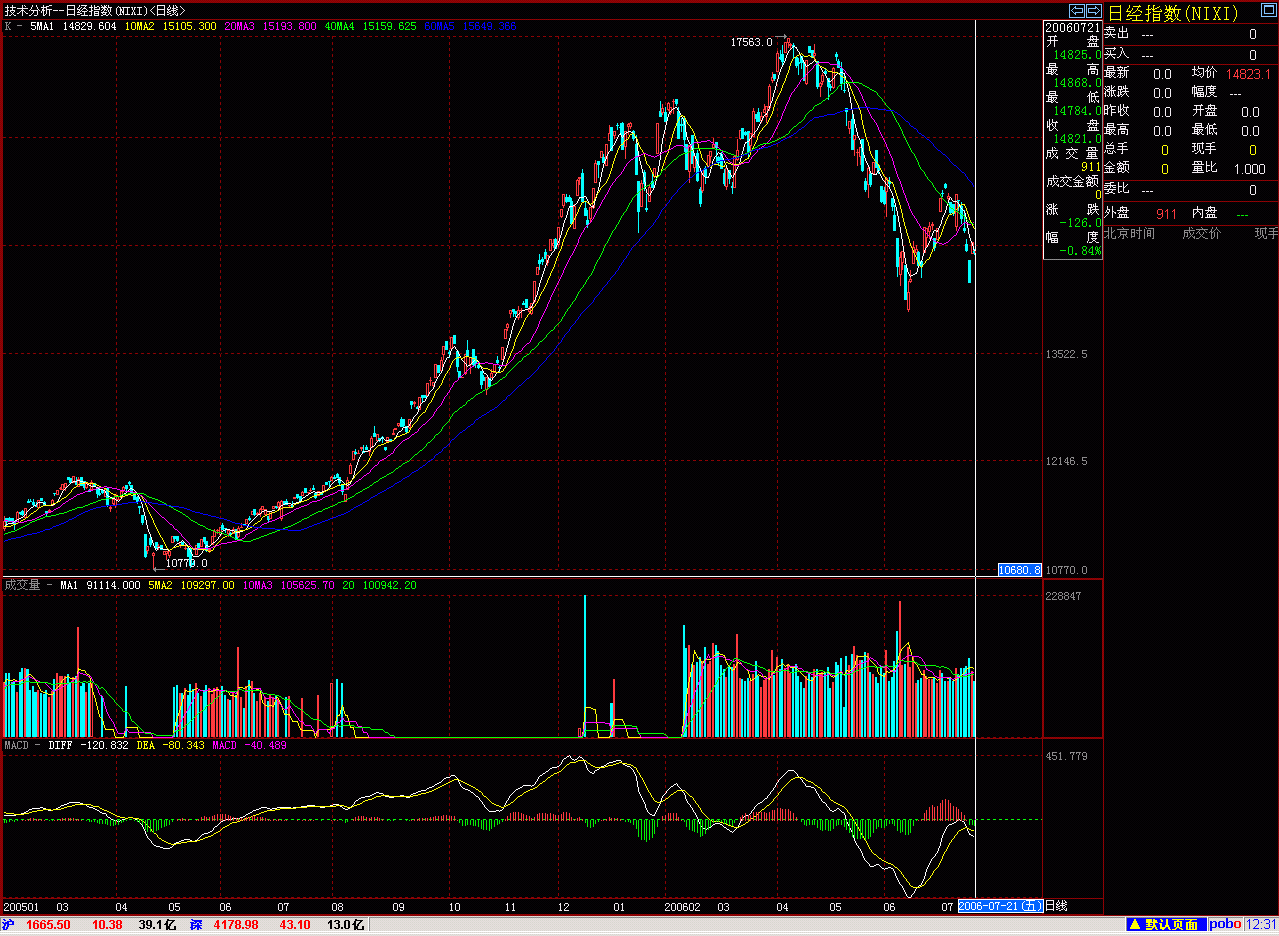 技术分析--日经指数(NIXI)<日线>
K - 5MA1 14829.604 10MA2 15105.300 20MA3 15193.800 40MA4 15159.625 60MA5 15649.366
17563.0
10779.0
10680.8
13522.5
12146.5
10770.0
20060721
开 盘
14825.0
最 高
14868.0
最 低
14784.0
收 盘
14821.0
成 交 量
911
成交金额
0
涨 跌
-126.0
幅 度
-0.84%
日经指数(NIXI)
卖出 --- 0
买入 --- 0
最新 0.0 均价 14823.1
涨跌 0.0 幅度 ---
昨收 0.0 开盘 0.0
最高 0.0 最低 0.0
总手 0 现手 0
金额 0 量比 1.000
委比 --- 0
外盘 911 内盘 ---
北京时间 成交价 现手
成交量 - MA1 91114.000 5MA2 109297.00 10MA3 105825.70 20 100942.20
228847
MACD - DIFF -120.832 DEA -80.343 MACD -40.489
451.779
200501 03 04 05 06 07 08 09 10 11 12 01 200602 03 04 05 06 07 2006-07-21(五) 日线
沪 1665.50 10.38 39.1亿 深 4178.98 43.10 13.0亿 默认页面 pobo 12:31